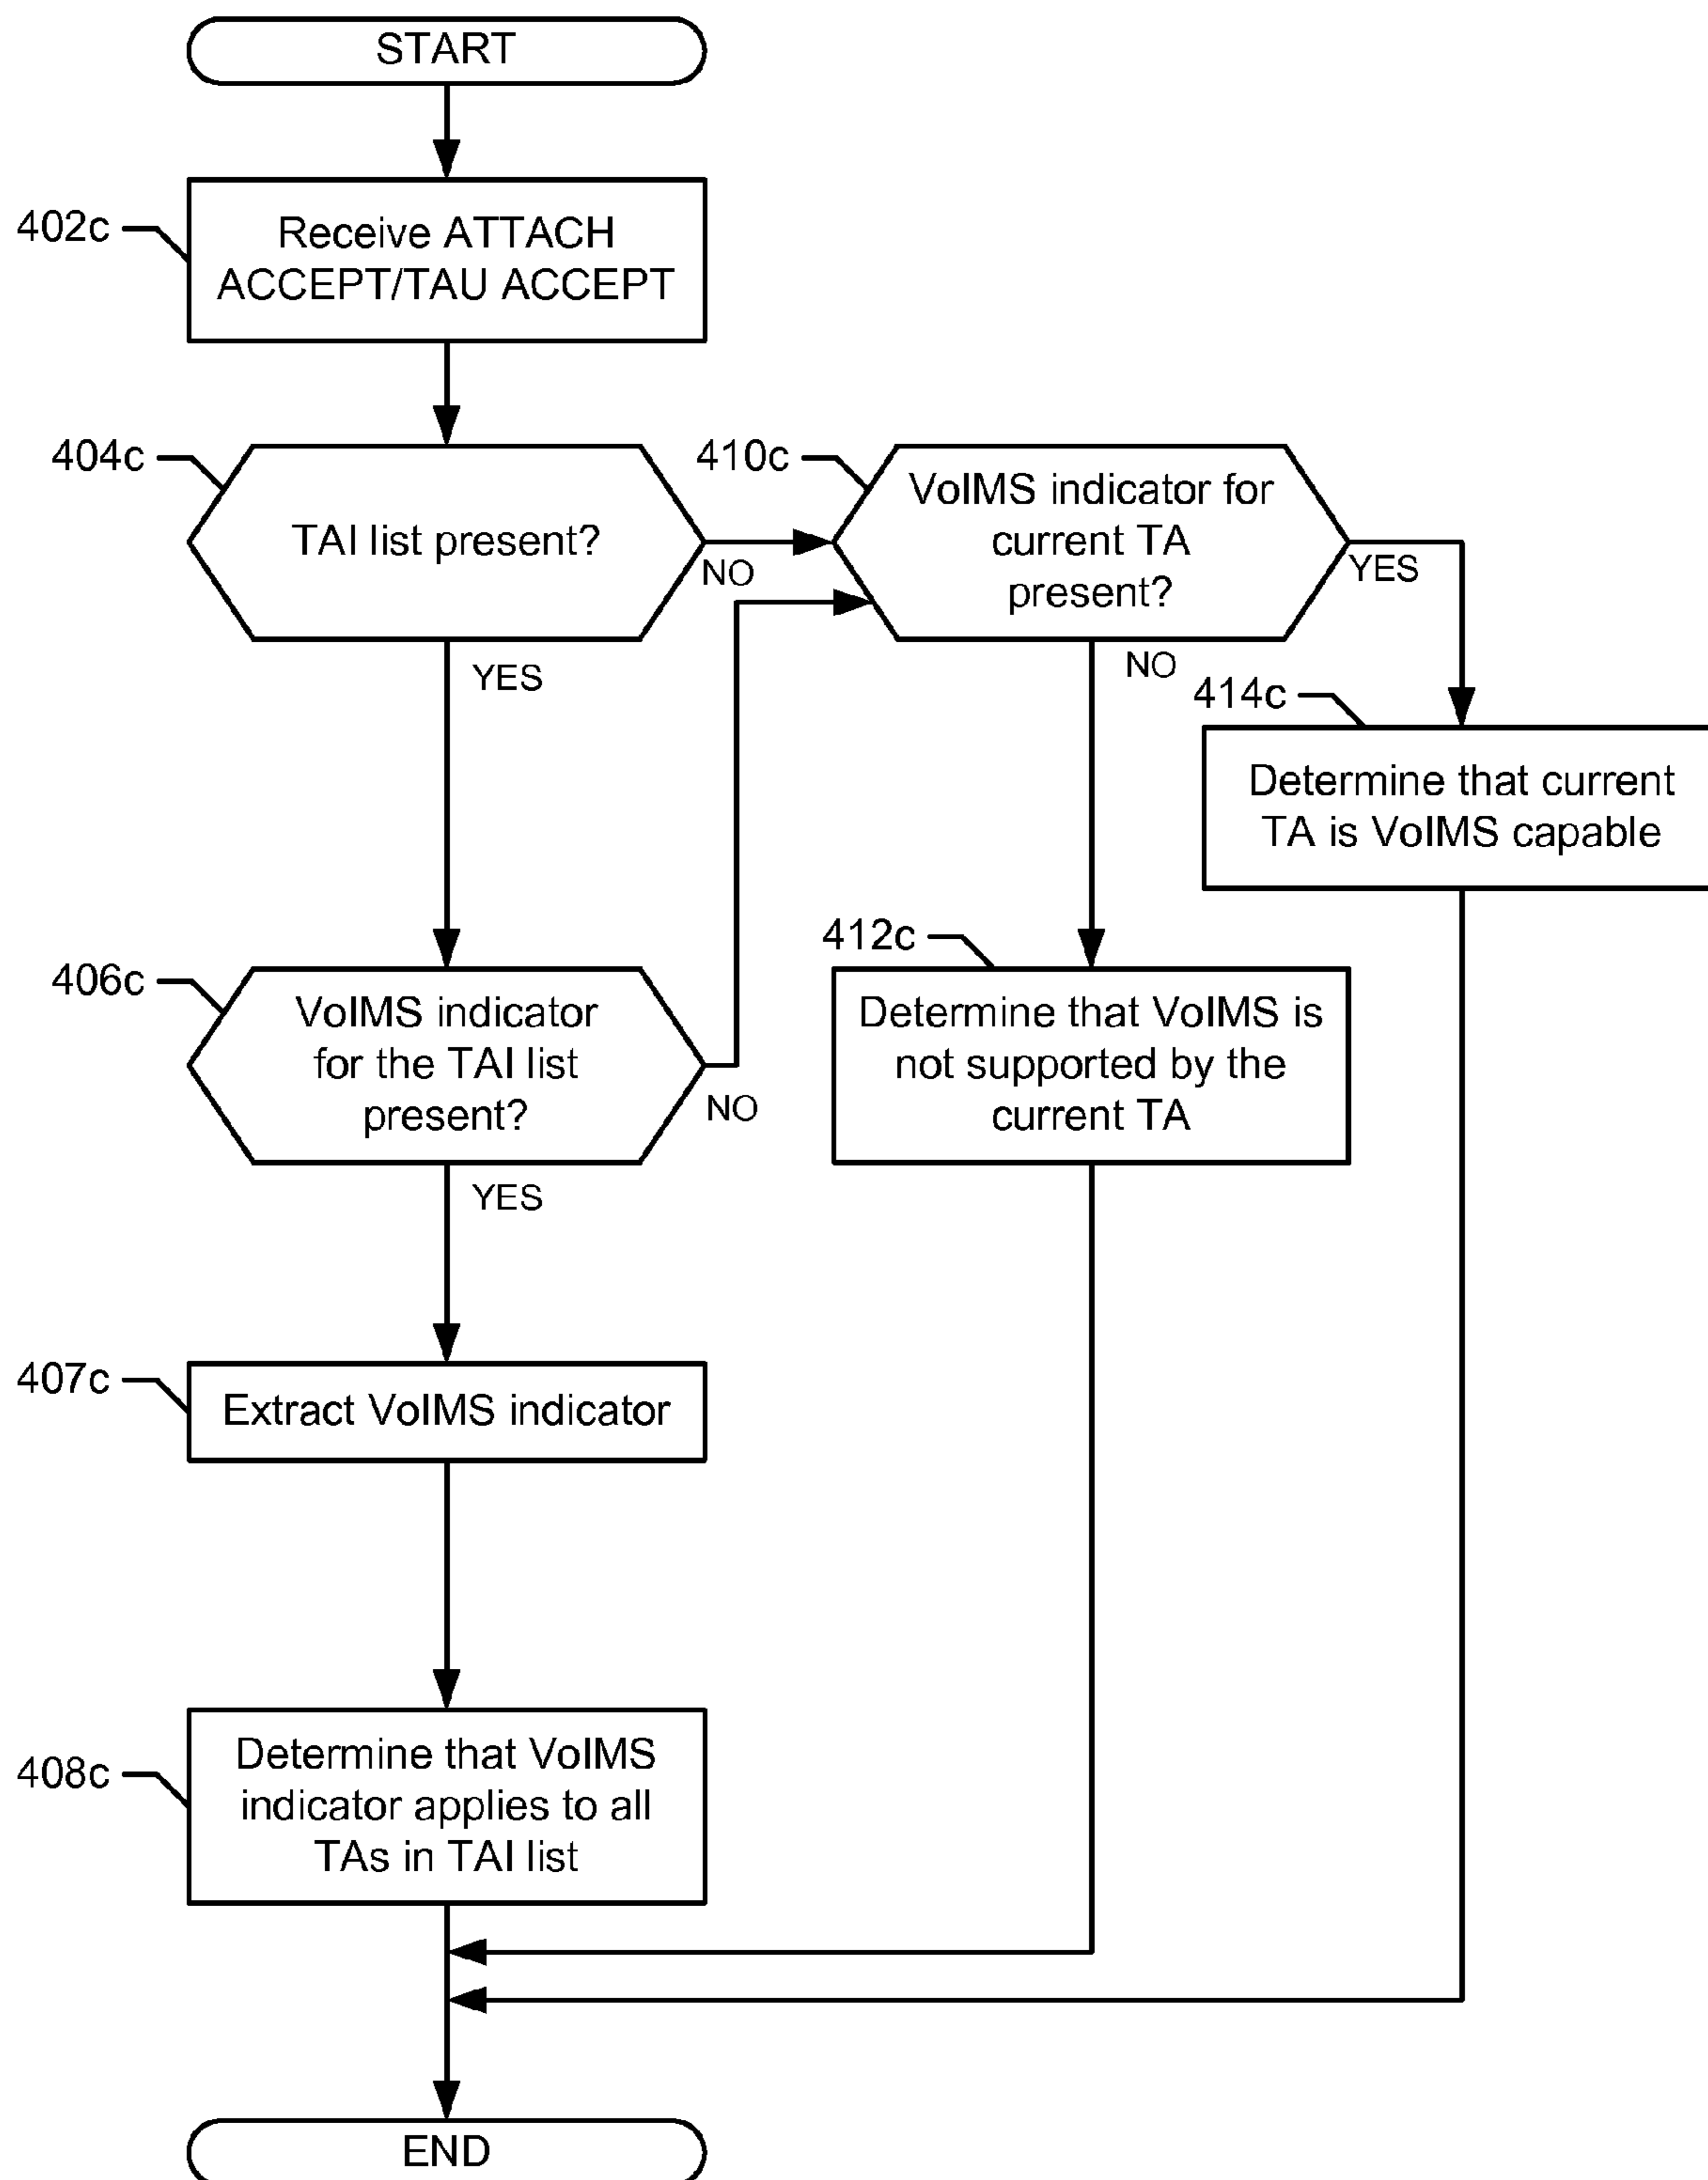 START
402c
Receive ATTACH
ACCEPT/TAU ACCEPT
404c
TAI list present?
NO
YES
410c
VoIMS indicator for
current TA
present?
YES
NO
414c
Determine that current
TA is VoIMS capable
406c
VoIMS indicator
for the TAI list
present?
NO
YES
412c
Determine that VoIMS is
not supported by the
current TA
407c
Extract VoIMS indicator
408c
Determine that VoIMS
indicator applies to all
TAs in TAI list
END